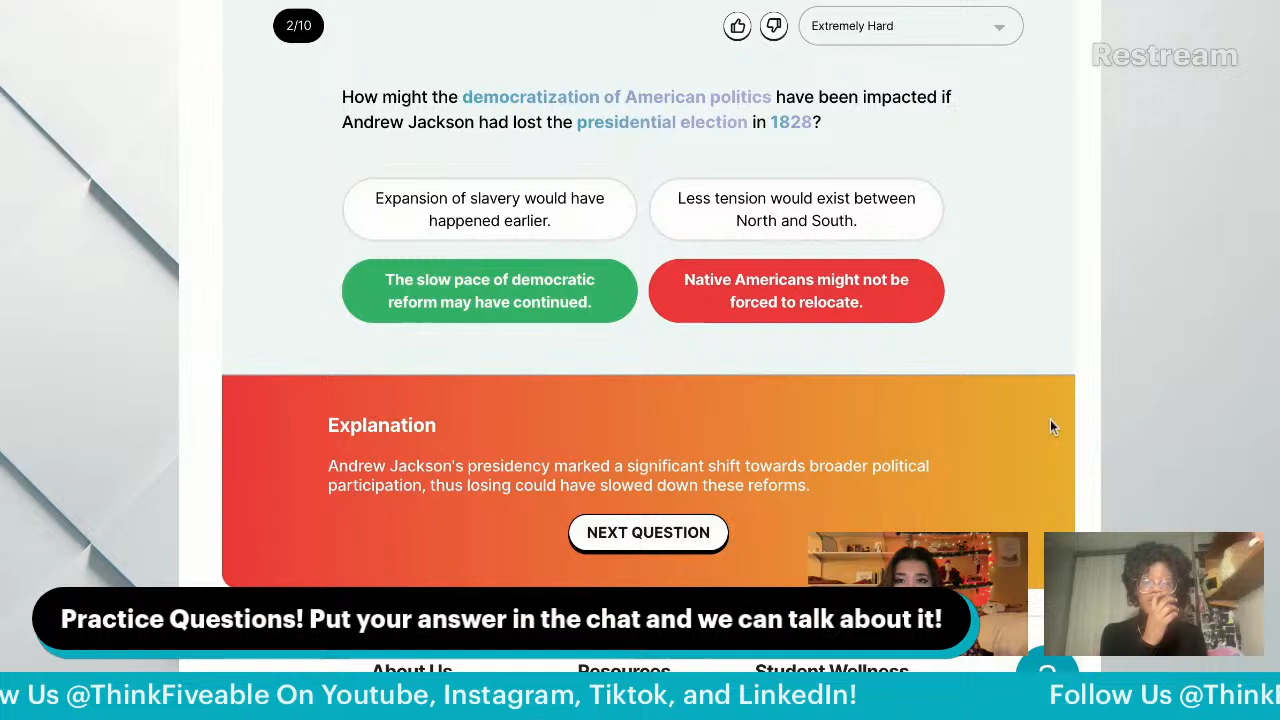 2/10
Extremely Hard
Restream
How might the democratization of American politics have been impacted if
Andrew Jackson had lost the presidential election in 1828?
Expansion of slavery would have
happened earlier.
Less tension would exist between
North and South.
The slow pace of democratic
reform may have continued.
Native Americans might not be
forced to relocate.
Explanation
Andrew Jackson's presidency marked a significant shift towards broader political
participation, thus losing could have slowed down these reforms.
NEXT QUESTION
Practice Questions! Put your answer in the chat and we can talk about it!
About Us
Resources
Student Wellness
w Us @ThinkFiveable On Youtube, Instagram, Tiktok, and LinkedIn!
Follow Us @ThinkF